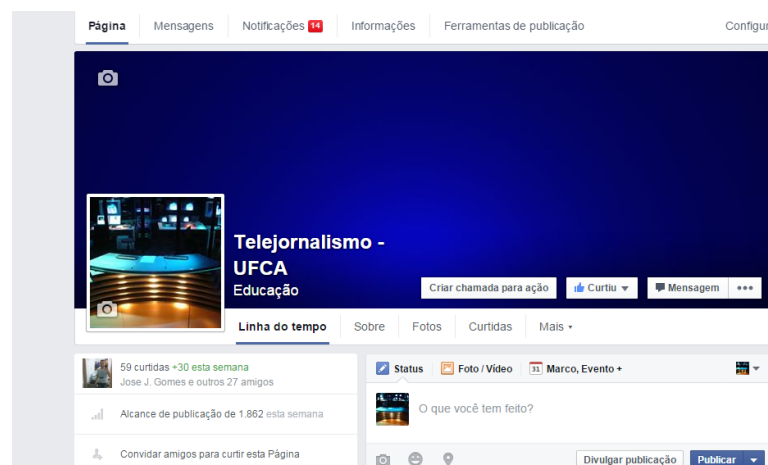 Página Mensagens Notificações 14 Informações Ferramentas de publicação
Telejornalismo -
UFCA
Educação
Criar chamada para ação Curtiu Mensagem
Linha do tempo Sobre Fotos Curtidas Mais
59 curtidas +30 esta semana
Jose J. Gomes e outros 27 amigos
Alcance de publicação de 1.862 esta semana
Convidar amigos para curtir esta Página
Status Foto / Vídeo 31 Marco, Evento +
O que você tem feito?
Divulgar publicação Publicar